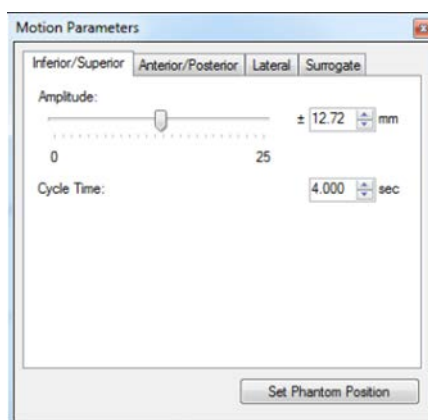 Motion Parameters
Inferior/Superior Anterior/Posterior Lateral Surrogate
Amplitude:
± 12.72 mm
0 25
Cycle Time: 4.000 sec
Set Phantom Position